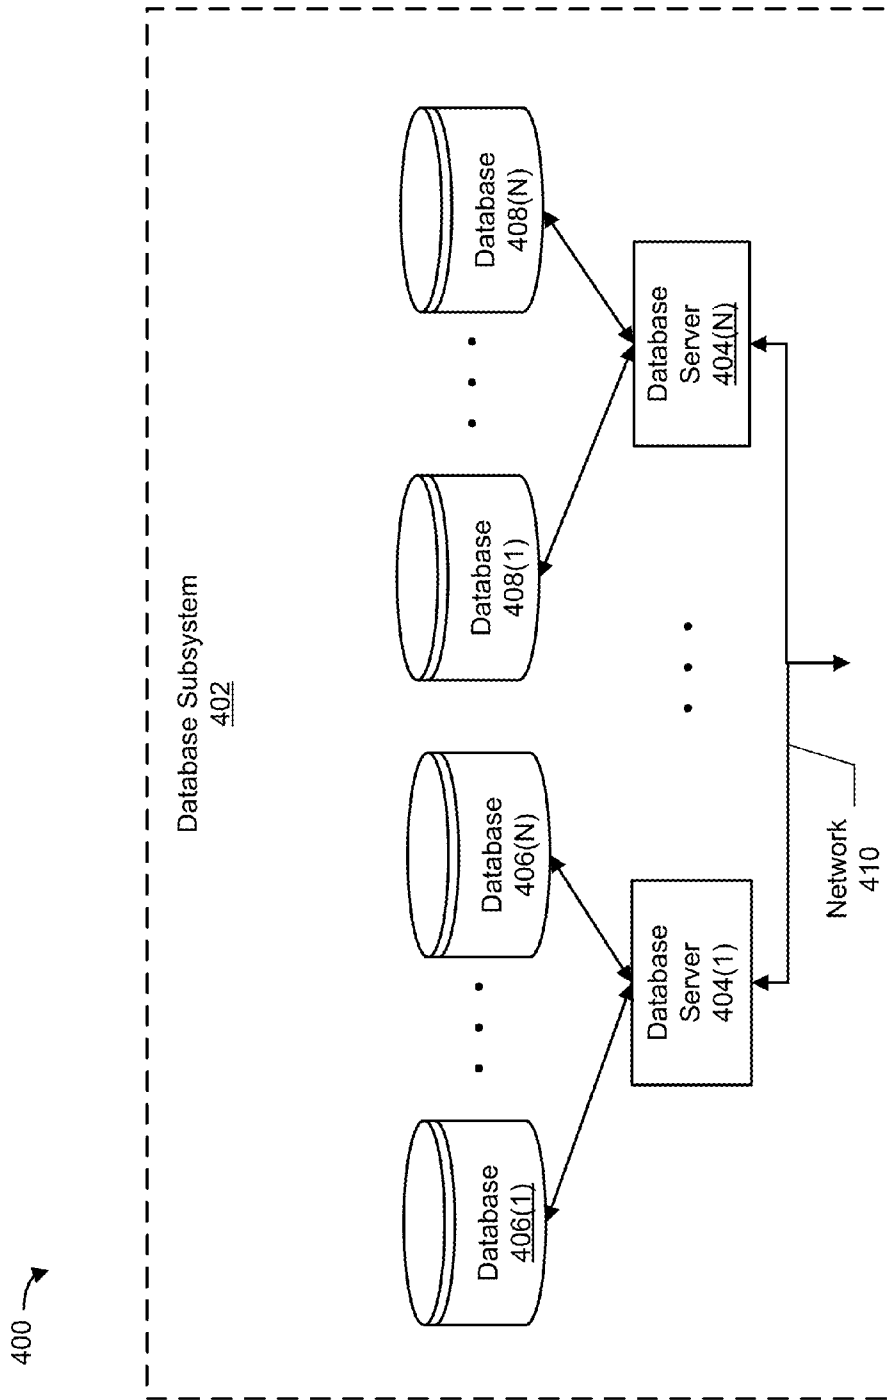 400
Database Subsystem
402
Database
406(1)
Database
406(N)
Database
408(1)
Database
408(N)
Database
Server
404(1)
Database
Server
404(N)
Network
410